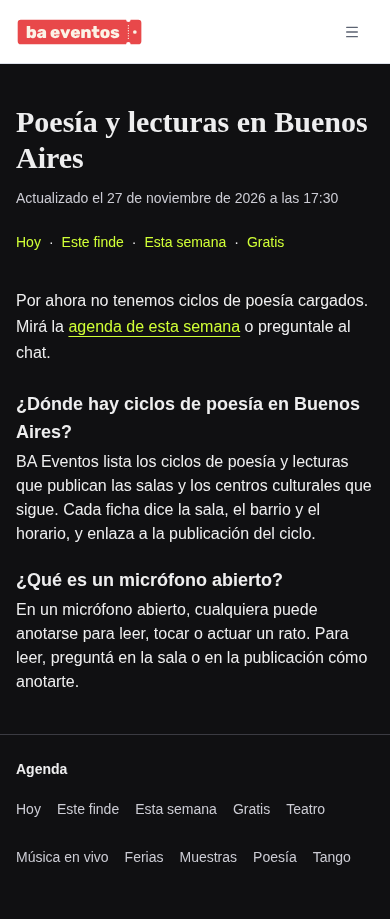 ba eventos
Poesía y lecturas en Buenos
Aires
Actualizado el 27 de noviembre de 2026 a las 17:30
Hoy · Este finde · Esta semana · Gratis
Por ahora no tenemos ciclos de poesía cargados.
Mirá la agenda de esta semana o preguntale al
chat.
¿Dónde hay ciclos de poesía en Buenos
Aires?
BA Eventos lista los ciclos de poesía y lecturas
que publican las salas y los centros culturales que
sigue. Cada ficha dice la sala, el barrio y el
horario, y enlaza a la publicación del ciclo.
¿Qué es un micrófono abierto?
En un micrófono abierto, cualquiera puede
anotarse para leer, tocar o actuar un rato. Para
leer, preguntá en la sala o en la publicación cómo
anotarte.
Agenda
Hoy Este finde Esta semana Gratis Teatro
Música en vivo Ferias Muestras Poesía Tango